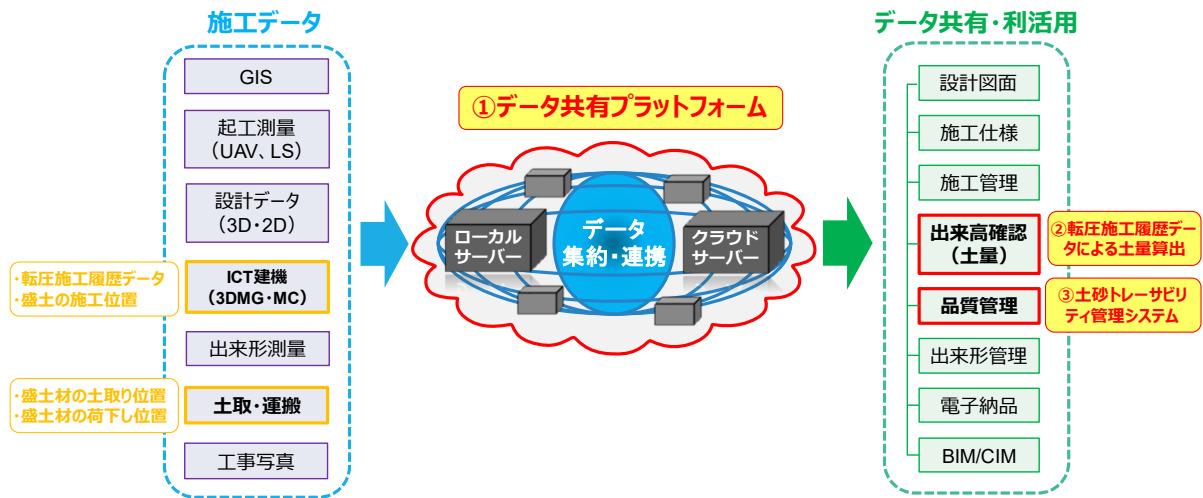 施工データ
GIS
起工測量
（UAV、LS）
設計データ
（3D・2D）
・転圧施工履歴データ
・盛土の施工位置
ICT建機
（3DMG・MC）
出来形測量
・盛土材の土取り位置
・盛土材の荷下し位置
土取・運搬
工事写真
①データ共有プラットフォーム
ローカル
サーバー
データ
集約・連携
クラウド
サーバー
データ共有・利活用
設計図面
施工仕様
施工管理
出来高確認
（土量）
②転圧施工履歴デー
タによる土量算出
品質管理
③土砂トレーサビリ
ティ管理システム
出来形管理
電子納品
BIM/CIM